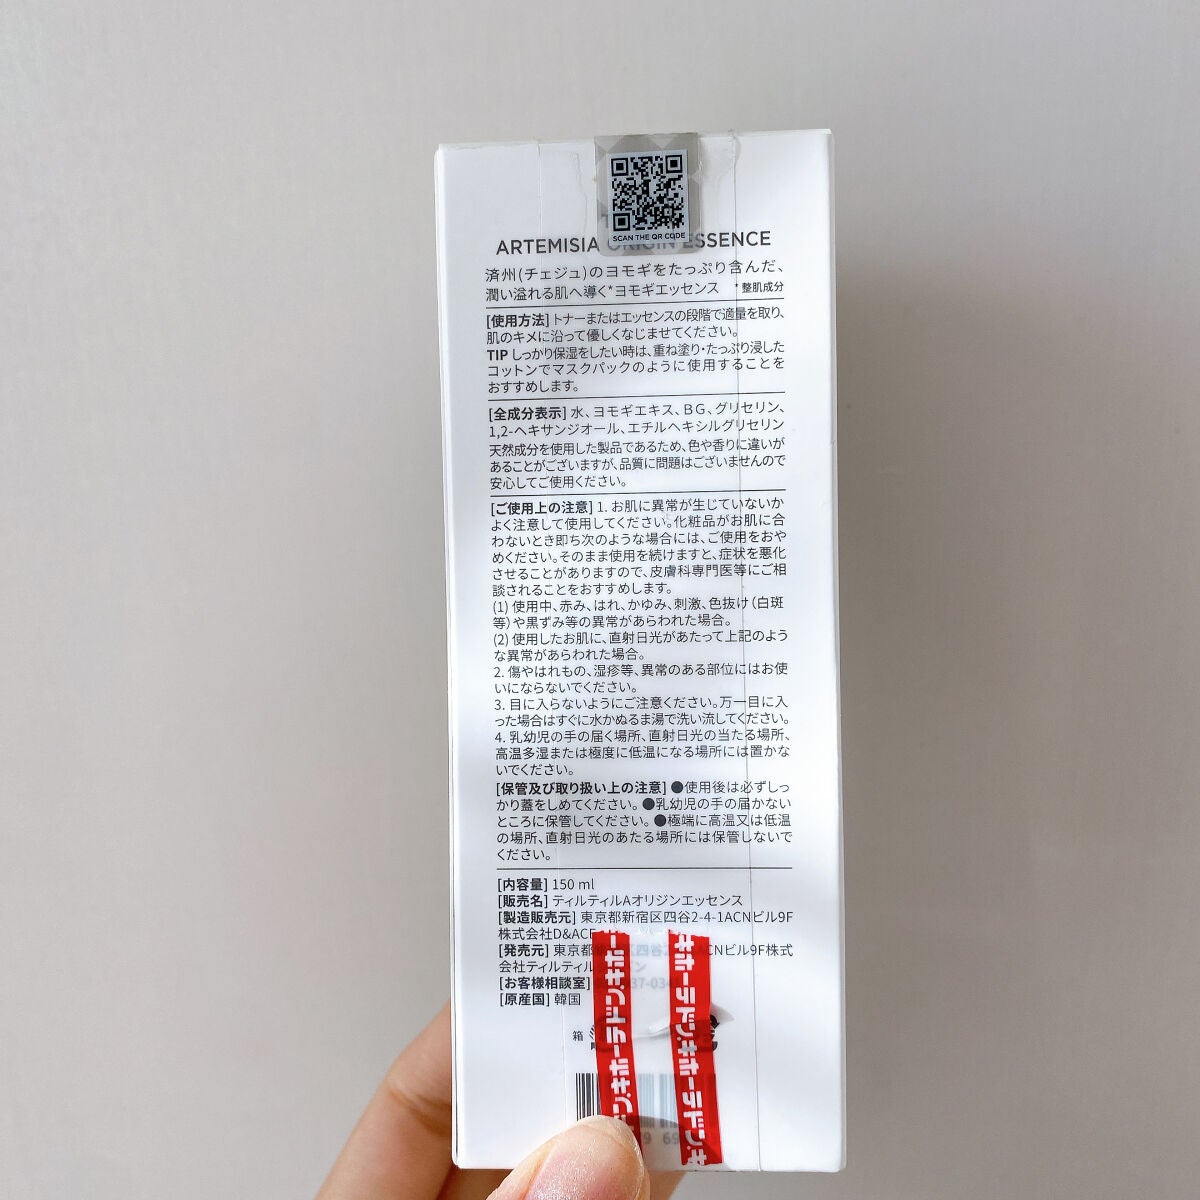 SCAN THE QR CODE
ARTEMISIA ORIGIN ESSENCE
済州(チェジュ)のヨモギをたっぷり含んだ、
潤い溢れる肌へ導く*ヨモギエッセンス *整肌成分
[使用方法] トナーまたはエッセンスの段階で適量を取り、
肌のキメに沿って優しくなじませてください。
TIP しっかり保湿をしたい時は、重ね塗り・たっぷり浸した
コットンでマスクパックのように使用することを
おすすめします。
[全成分表示] 水、ヨモギエキス、BG、グリセリン、
1,2-ヘキサンジオール、エチルヘキシルグリセリン
天然成分を使用した製品であるため、色や香りに違いが
あることがございますが、品質に問題はございませんので
安心してご使用ください。
[ご使用上の注意] 1. お肌に異常が生じていないか
よく注意して使用してください。化粧品がお肌に合
わないとき即ち次のような場合には、ご使用をおや
めください。そのまま使用を続けますと、症状を悪化
させることがありますので、皮膚科専門医等にご相
談されることをおすすめします。
(1) 使用中、赤み、はれ、かゆみ、刺激、色抜け(白斑
等)や黒ずみ等の異常があらわれた場合。
(2) 使用したお肌に、直射日光があたって上記のよう
な異常があらわれた場合。
2. 傷やはれもの、湿疹等、異常のある部位にはお使
いにならないでください。
3. 目に入らないようにご注意ください。万一目に入
った場合はすぐに水かぬるま湯で洗い流してください。
4. 乳幼児の手の届く場所、直射日光の当たる場所、
高温多湿または極度に低温になる場所には置かな
いでください。
[保管及び取り扱い上の注意] ●使用後は必ずしっ
かり蓋をしめてください。●乳幼児の手の届かない
ところに保管してください。●極端に高温又は低温
の場所、直射日光のあたる場所には保管しないで
ください。
[内容量] 150 ml
[販売名] ティルティルAオリジンエッセンス
[製造販売元] 東京都新宿区四谷2-4-1ACNビル9F
株式会社D&ACE
[発売元] 東京都 区四谷 ACNビル9F株式
会社ティルティル
[お客様相談室]
[原産国] 韓国
箱
ドン.キホーテ
ドン.キホーテ